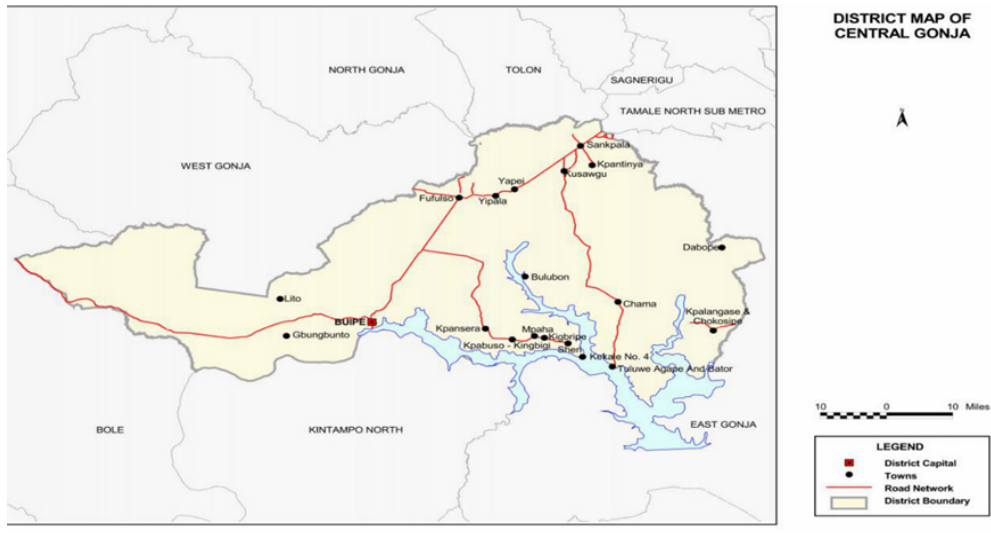 DISTRICT MAP OF
CENTRAL GONJA
N
NORTH GONJA
TOLON
SAGNERIGU
TAMALE NORTH SUB METRO
WEST GONJA
Sankpala
Kpantinya
Kusawgu
Yapei
Fufulso
Yipala
Dabope
Bulubon
Lito
Chama
Kpalangase &
Chokosipe
BUIPE
Gbungbunto
Kpansera
Mpaha
Kigbripe
Kpabuso - Kingbigi
Sheri
Kekale No. 4
Tuluwe Agape And Bator
BOLE
KINTAMPO NORTH
EAST GONJA
10 0 10 Miles
LEGEND
District Capital
Towns
Road Network
District Boundary